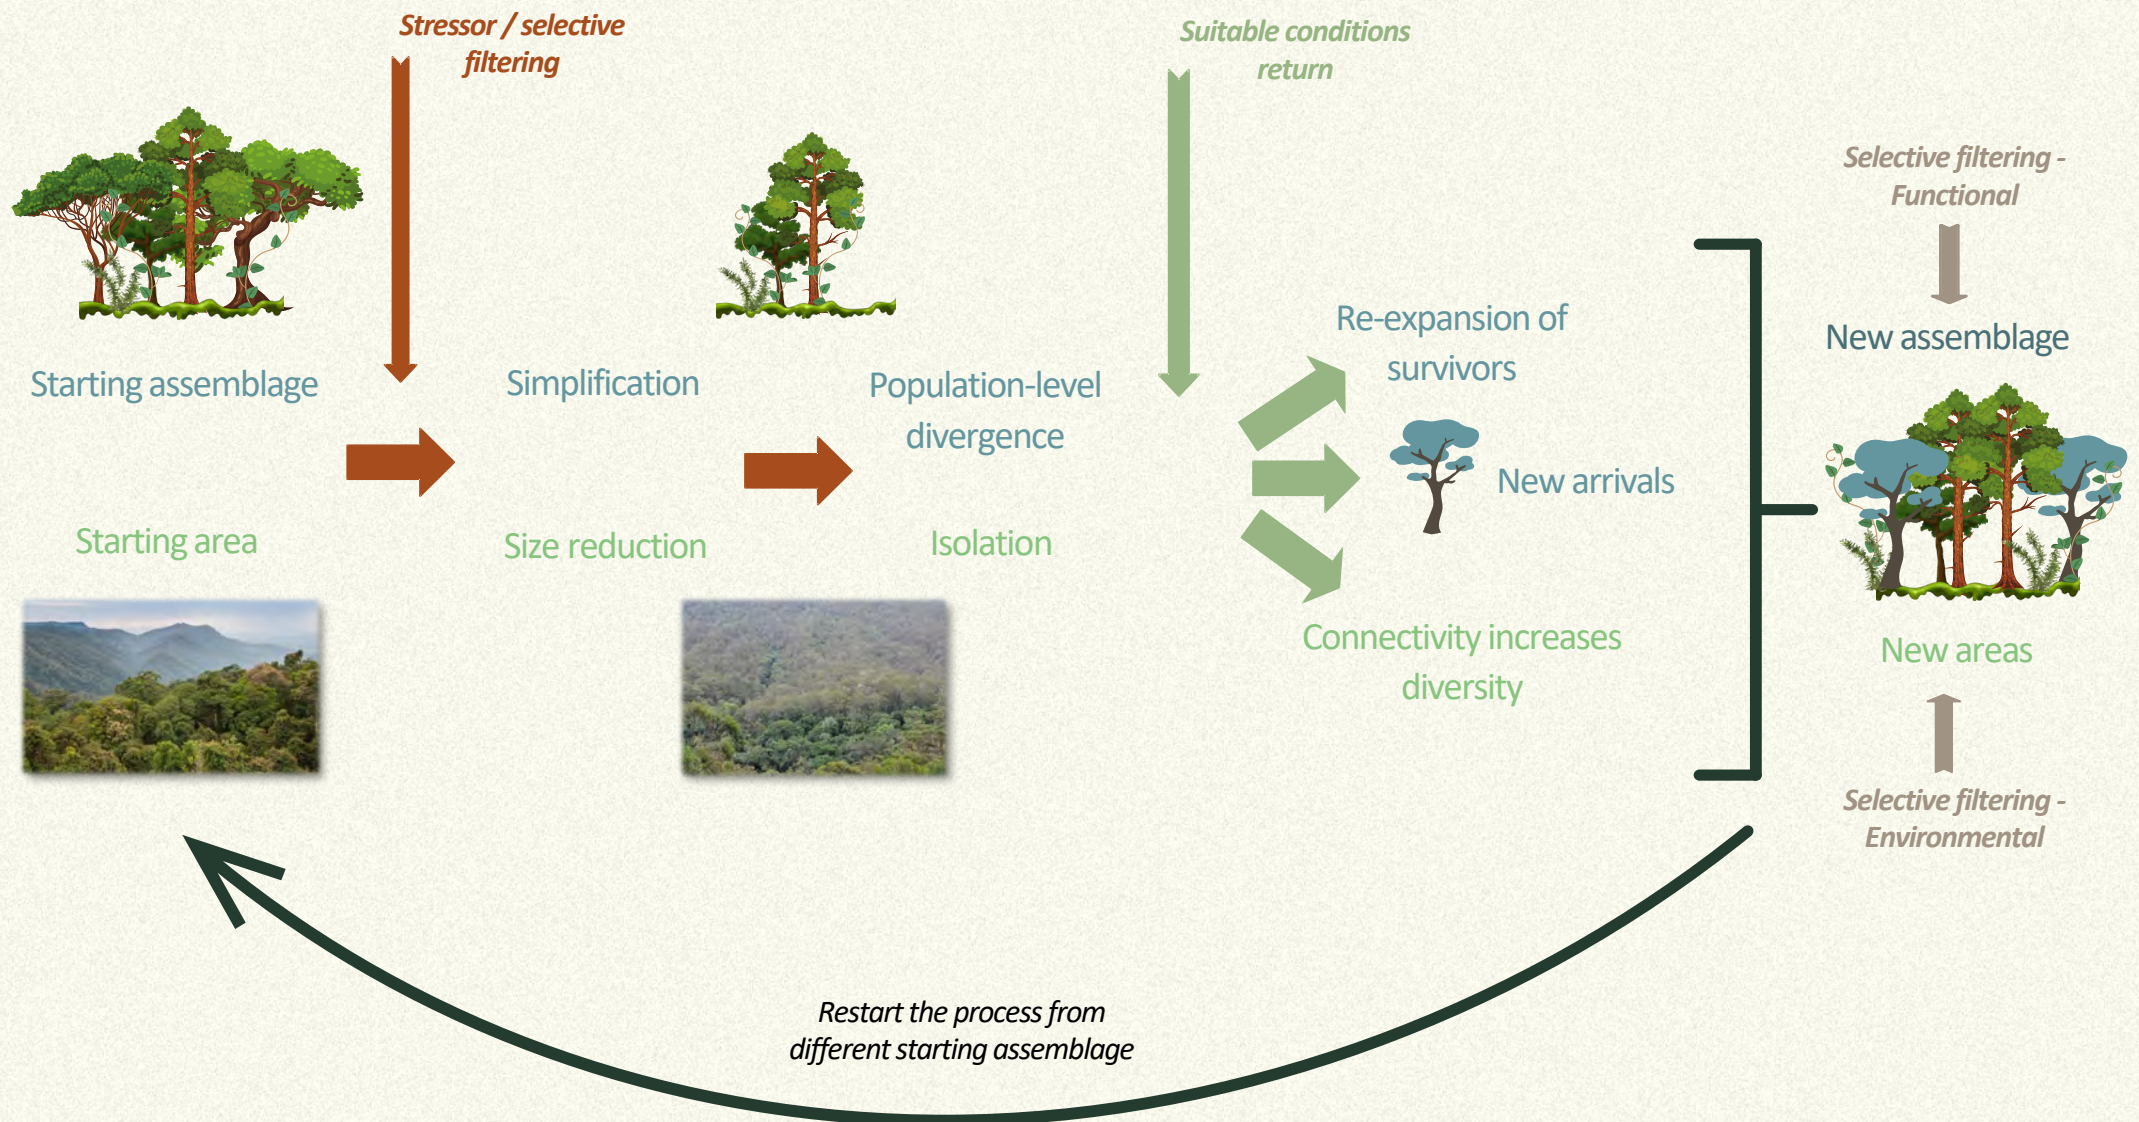 Stressor / selective
filtering
Suitable conditions
return
Selective filtering -
Functional
Starting assemblage
Simplification
Population-level
divergence
Re-expansion of
survivors
New arrivals
New assemblage
Starting area
Size reduction
Isolation
Connectivity increases
diversity
New areas
Selective filtering -
Environmental
Restart the process from
different starting assemblage